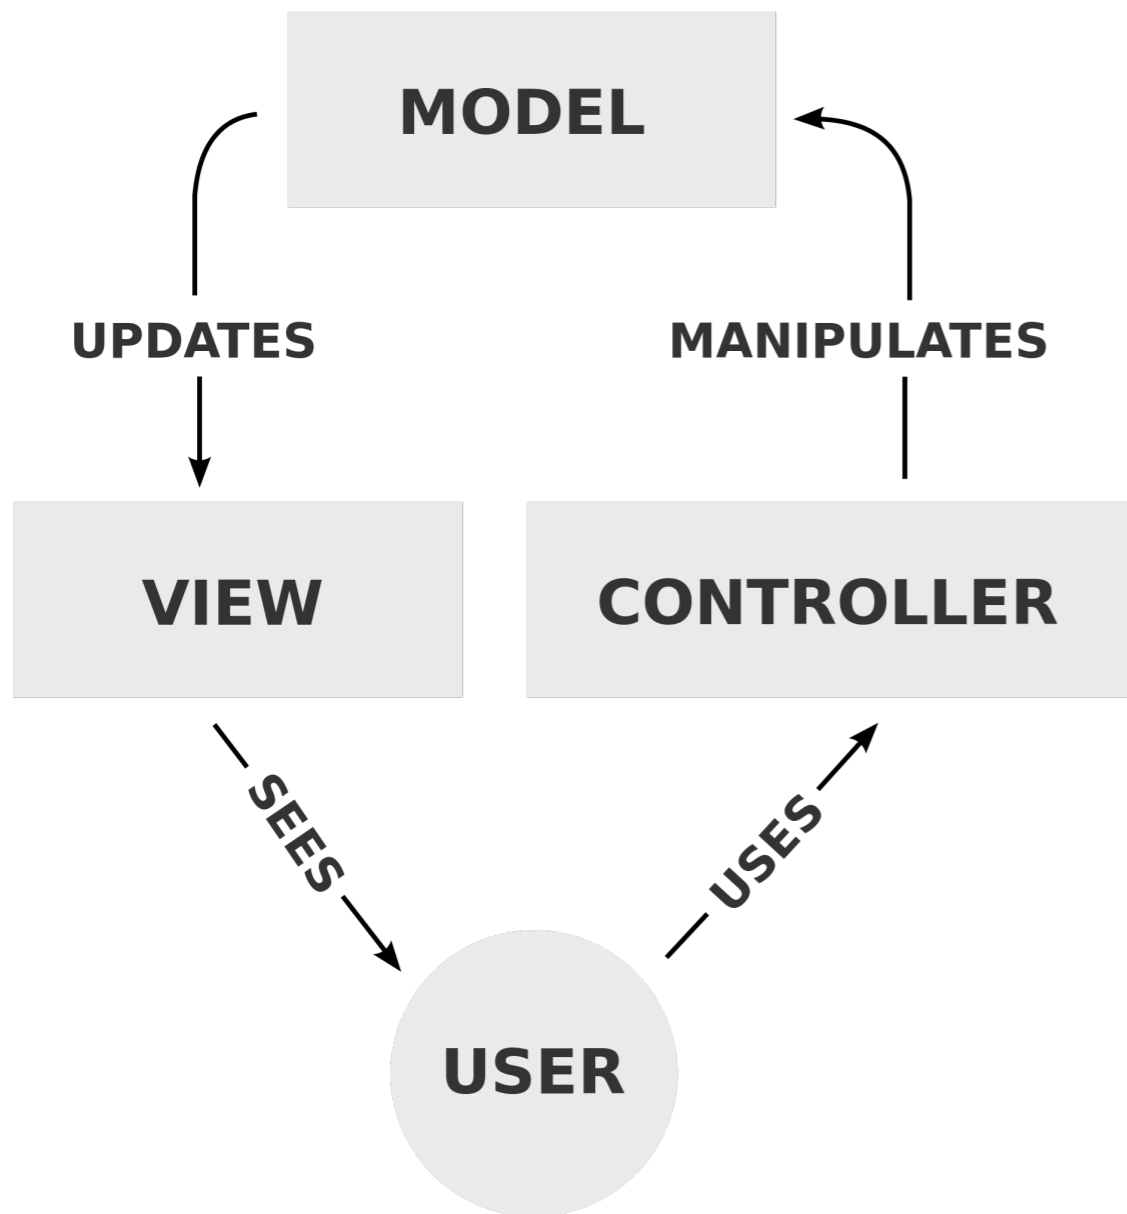 MODEL
UPDATES
MANIPULATES
VIEW
CONTROLLER
SEES
USES
USER